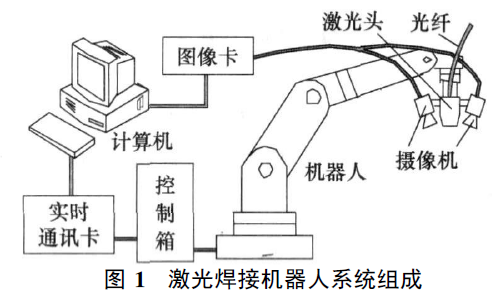 激光头
光纤
图像卡
计算机
摄像机
机器人
控制箱
实时
通讯卡
图 1 激光焊接机器人系统组成